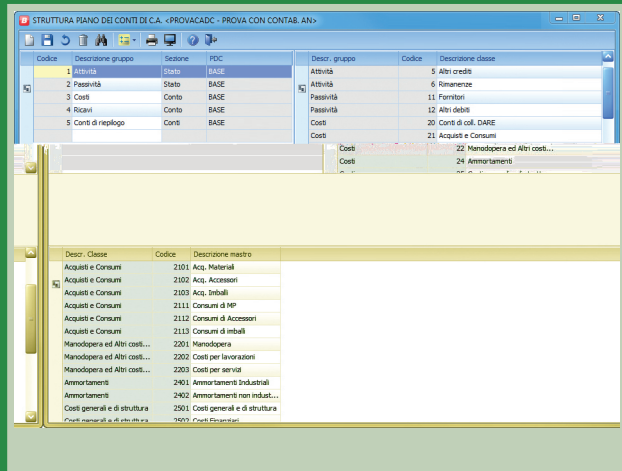 STRUTTURA PIANO DEI CONTI DI C.A. <PROVACADC - PROVA CON CONTAB. AN>
Codice Descrizione gruppo Sezione PDC
1 Attività Stato BASE
2 Passività Stato BASE
3 Costi Conto BASE
4 Ricavi Conto BASE
5 Conti di riepilogo Conti BASE
Descr. gruppo Codice Descrizione classe
Attività 5 Altri crediti
Attività 6 Rimanenze
Passività 11 Fornitori
Passività 12 Altri debiti
Costi 20 Conti di coll. DARE
Costi 21 Acquisti e Consumi
Costi 22 Manodopera ed Altri costi...
Costi 24 Ammortamenti
Descr. Classe Codice Descrizione mastro
Acquisti e Consumi 2101 Acq. Materiali
Acquisti e Consumi 2102 Acq. Accessori
Acquisti e Consumi 2103 Acq. Imballi
Acquisti e Consumi 2111 Consumi di MP
Acquisti e Consumi 2112 Consumi di Accessori
Acquisti e Consumi 2113 Consumi di imballi
Manodopera ed Altri costi... 2201 Manodopera
Manodopera ed Altri costi... 2202 Costi per lavorazioni
Manodopera ed Altri costi... 2203 Costi per servizi
Ammortamenti 2401 Ammortamenti Industriali
Ammortamenti 2402 Ammortamenti non indust...
Costi generali e di struttura 2501 Costi generali e di struttura
Costi generali e di struttura 2502 Costi Finanziari